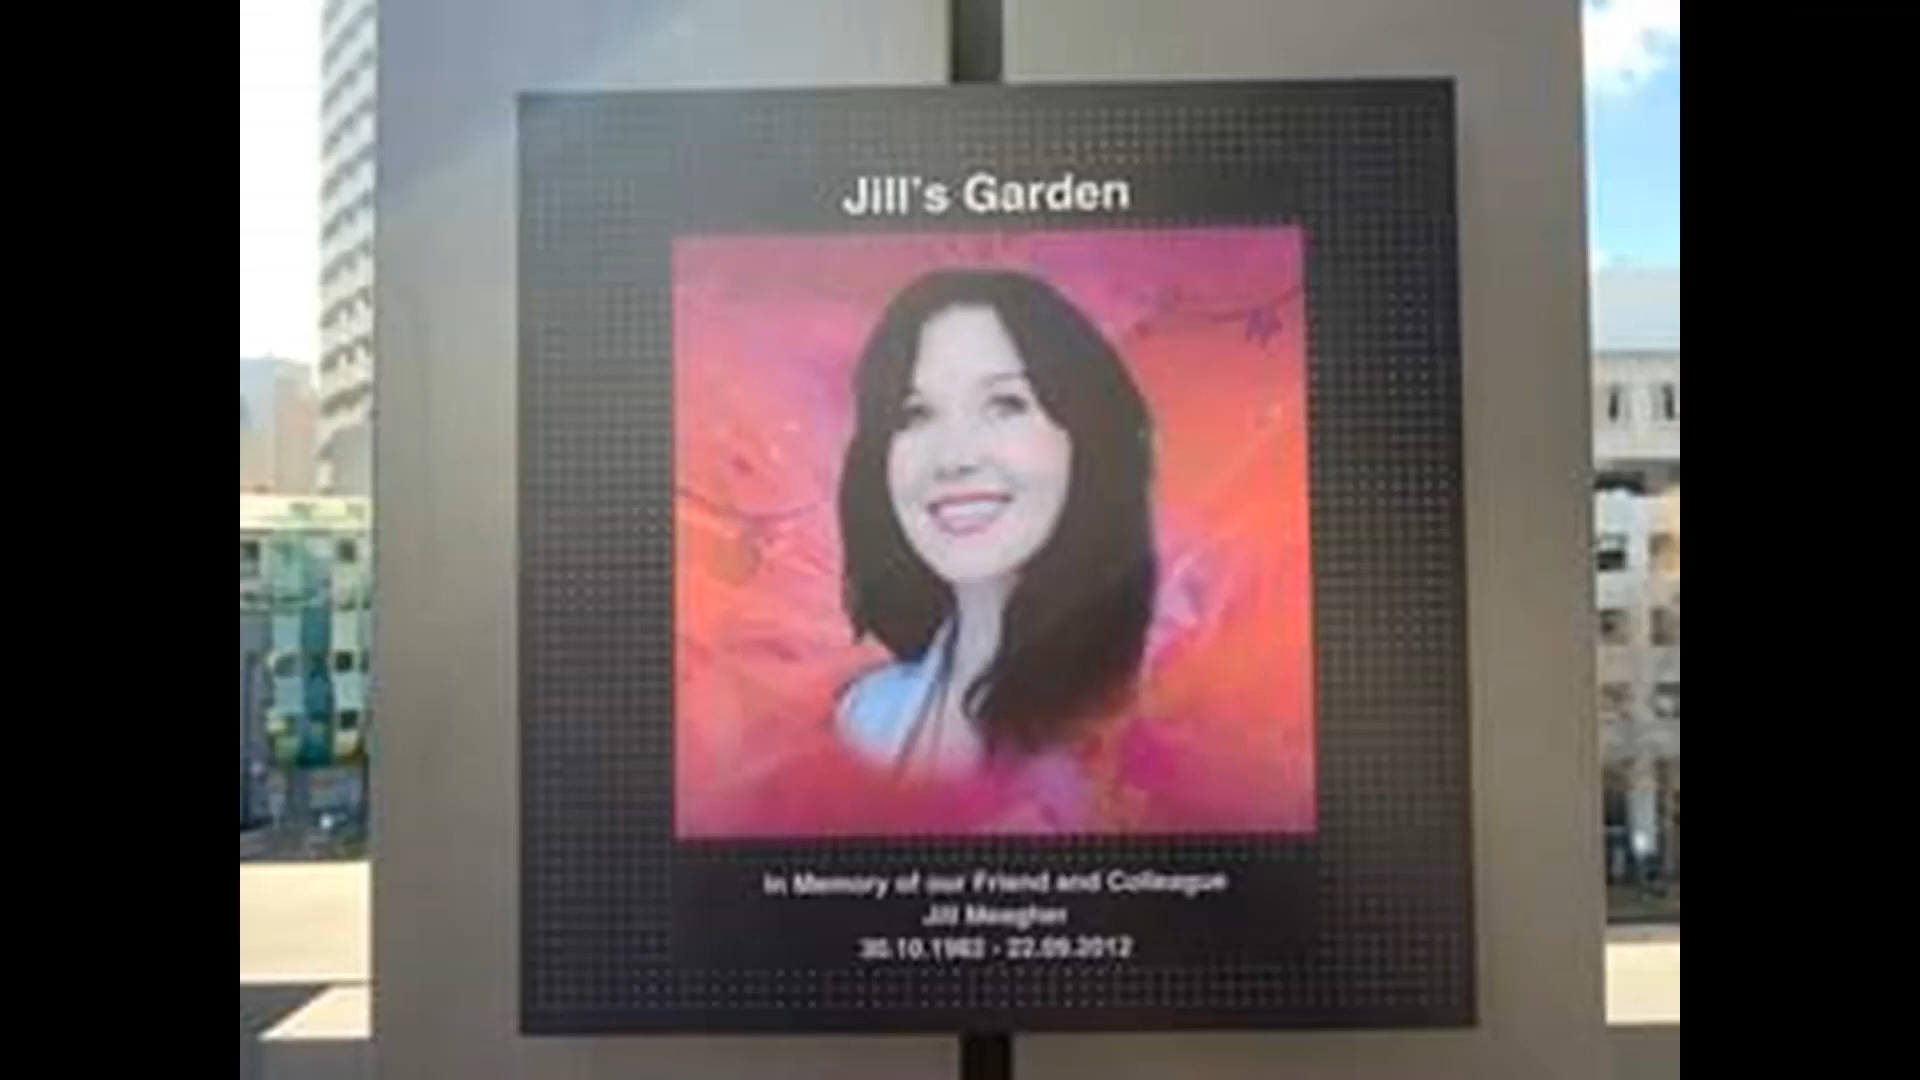 Jill's Garden
In Memory of our Friend and Colleague
Jill Meagher
30.10.1982 - 22.09.2012